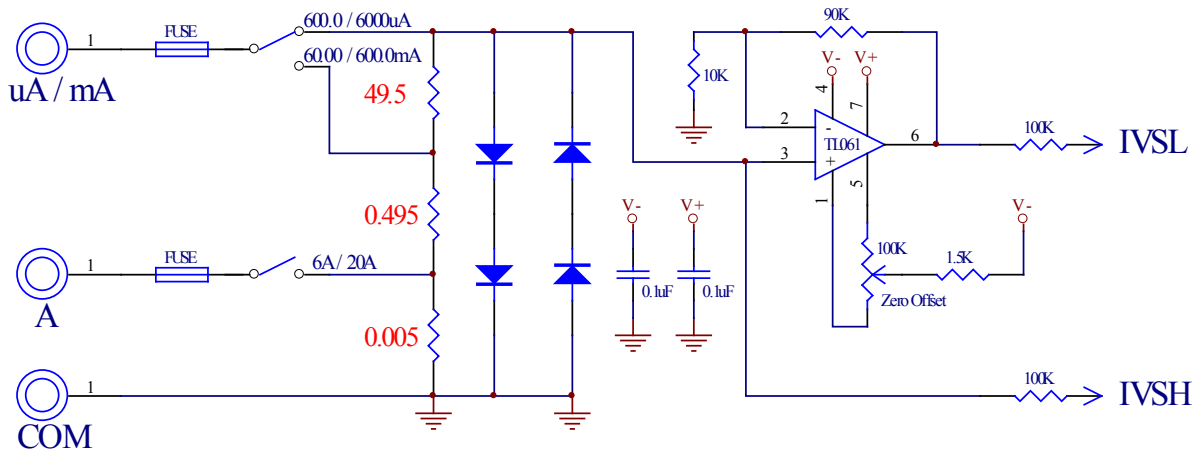 1
FUSE
600.0 / 6000uA
60.00 / 600.0mA
uA / mA
49.5
0.495
1
FUSE
6A / 20A
A
0.005
1
COM
90K
10K
V-
V+
4
7
2
-
TL061
6
3
+
1
5
100K
IVSL
V-
V+
0.1uF
0.1uF
100K
1.5K
V-
Zero Offset
100K
IVSH